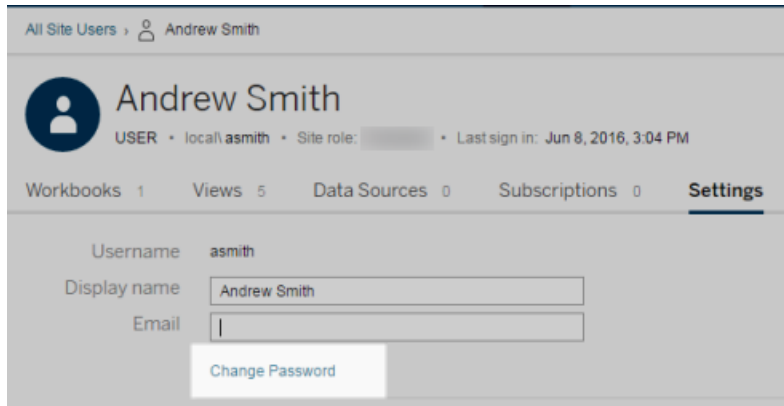 All Site Users › Andrew Smith
Andrew Smith
USER • local\asmith • Site role: • Last sign in: Jun 8, 2016, 3:04 PM
Workbooks 1 Views 5 Data Sources 0 Subscriptions 0 Settings
Username asmith
Display name Andrew Smith
Email
Change Password